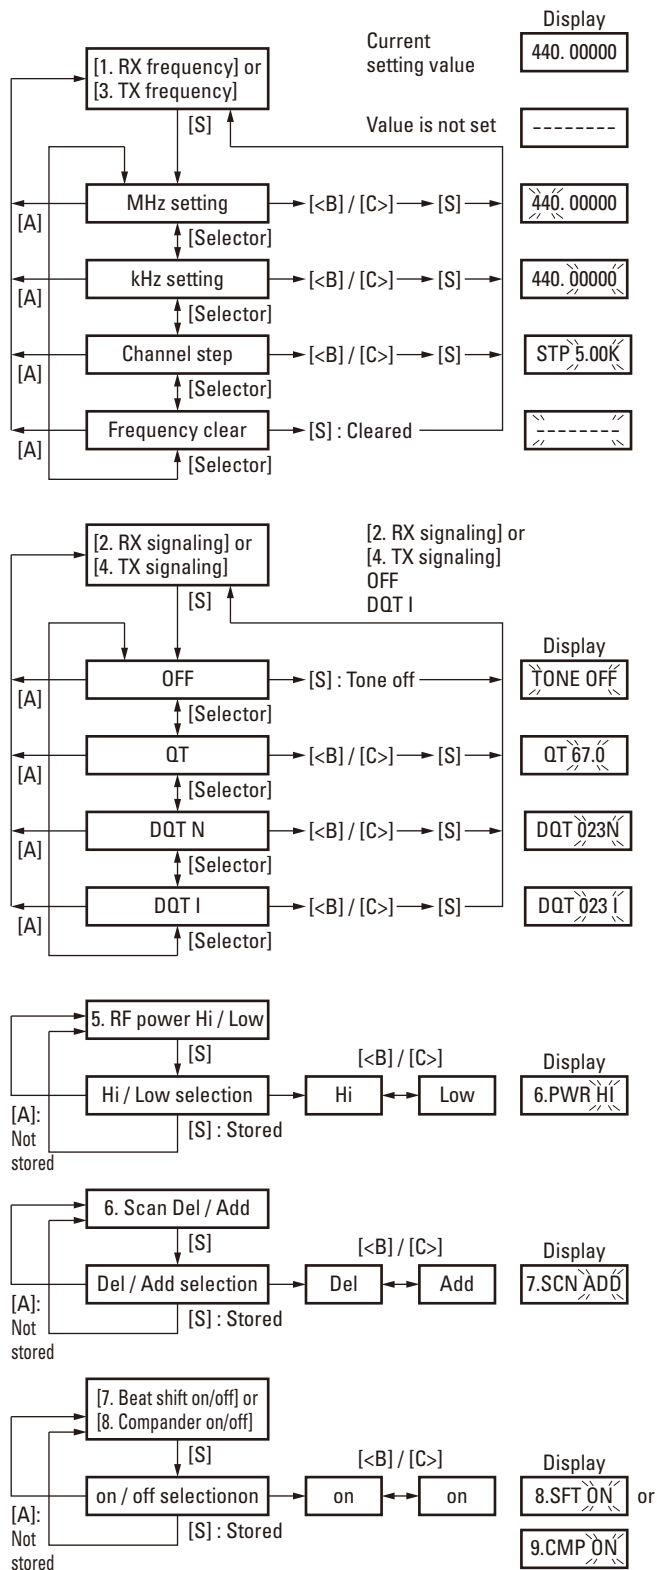 Display
Current
setting value
440. 00000
[1. RX frequency] or
[3. TX frequency]
[S]
Value is not set
--------
MHz setting
[<B] / [C>]
[S]
440. 00000
[A]
[Selector]
kHz setting
[<B] / [C>]
[S]
440. 00000
[A]
[Selector]
Channel step
[<B] / [C>]
[S]
STP 5.00K
[A]
[Selector]
Frequency clear
[S] : Cleared
--------
[A]
[Selector]
[2. RX signaling] or
[4. TX signaling]
[S]
[2. RX signaling] or
[4. TX signaling]
OFF
DQT I
Display
OFF
[S] : Tone off
TONE OFF
[A]
[Selector]
QT
[<B] / [C>]
[S]
QT 67.0
[A]
[Selector]
DQT N
[<B] / [C>]
[S]
DQT 023N
[A]
[Selector]
DQT I
[<B] / [C>]
[S]
DQT 023 I
[A]
[Selector]
5. RF power Hi / Low
[S]
[<B] / [C>]
Display
Hi / Low selection
Hi
Low
6.PWR HI
[A]:
Not
stored
[S] : Stored
6. Scan Del / Add
[S]
[<B] / [C>]
Display
Del / Add selection
Del
Add
7.SCN ADD
[A]:
Not
stored
[S] : Stored
[7. Beat shift on/off] or
[8. Compander on/off]
[S]
[<B] / [C>]
Display
on / off selectionon
on
on
8.SFT ON or
[A]:
Not
stored
[S] : Stored
9.CMP ON